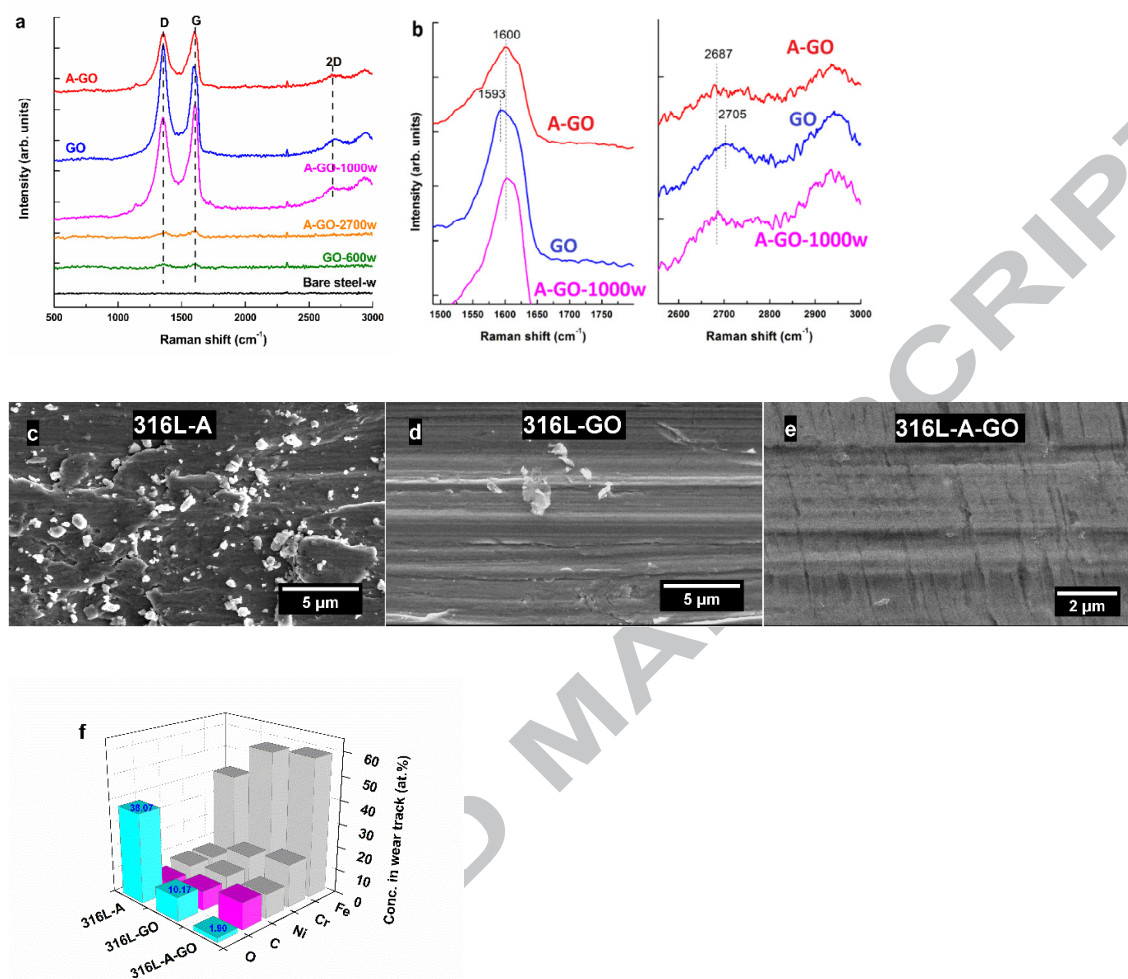 a
D
G
2D
A-GO
GO
A-GO-1000w
A-GO-2700w
GO-600w
Bare steel-w
Intensity (arb. units)
500 1000 1500 2000 2500 3000
Raman shift (cm⁻¹)
b
1600
1593
A-GO
GO
A-GO-1000w
Intensity (arb. units)
1500 1550 1600 1650 1700 1750
Raman shift (cm⁻¹)
2687
A-GO
2705
GO
A-GO-1000w
2600 2700 2800 2900 3000
Raman shift (cm⁻¹)
c
316L-A
5 µm
d
316L-GO
5 µm
e
316L-A-GO
2 µm
f
38.07
10.17
1.90
60
50
40
30
20
10
0
Conc. in wear track (at.%)
316L-A
316L-GO
316L-A-GO
O
C
Ni
Cr
Fe